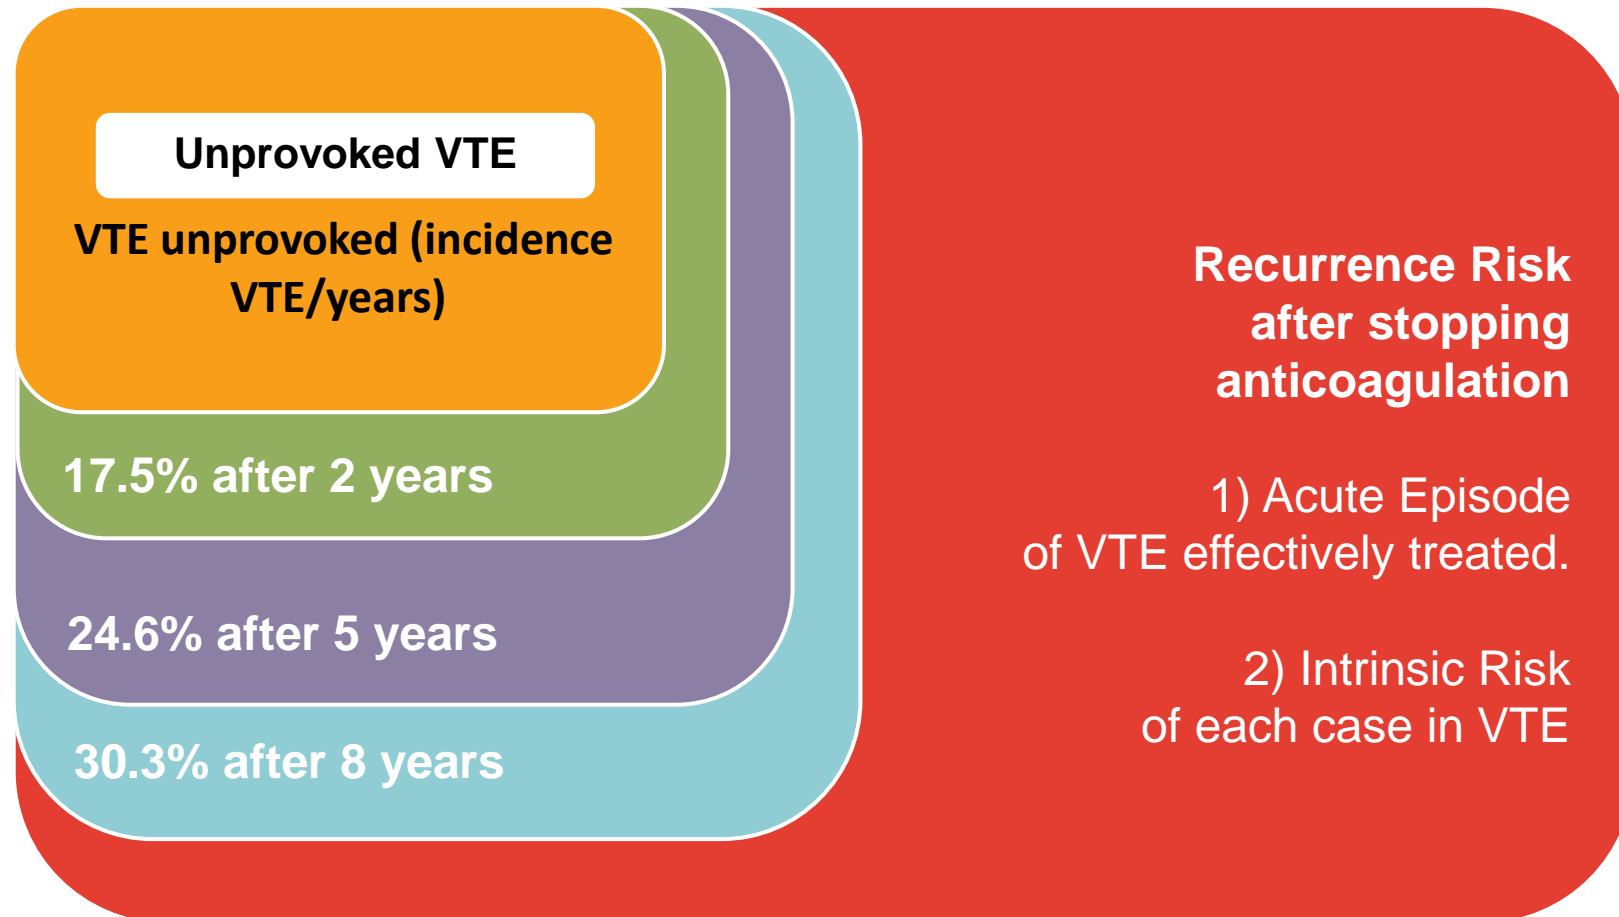 Unprovoked VTE
VTE unprovoked (incidence
VTE/years)
17.5% after 2 years
24.6% after 5 years
30.3% after 8 years
Recurrence Risk
after stopping
anticoagulation
1) Acute Episode
of VTE effectively treated.
2) Intrinsic Risk
of each case in VTE